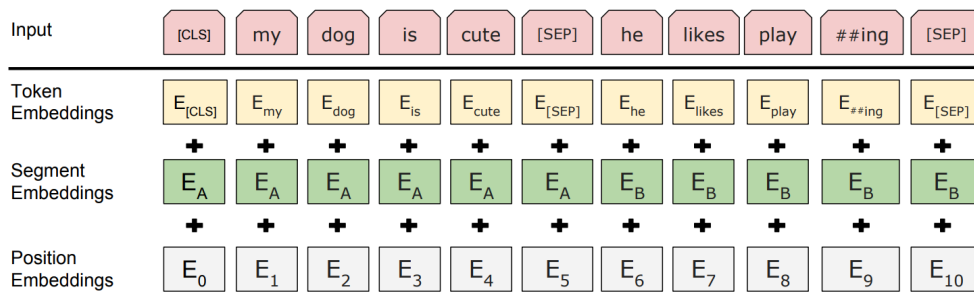 Input [CLS] my dog is cute [SEP] he likes play ##ing [SEP]
Token Embeddings E[CLS] Emy Edog Eis Ecute E[SEP] Ehe Elikes Eplay E##ing E[SEP]
+ + + + + + + + + + +
Segment Embeddings EA EA EA EA EA EA EB EB EB EB EB
+ + + + + + + + + + +
Position Embeddings E0 E1 E2 E3 E4 E5 E6 E7 E8 E9 E10